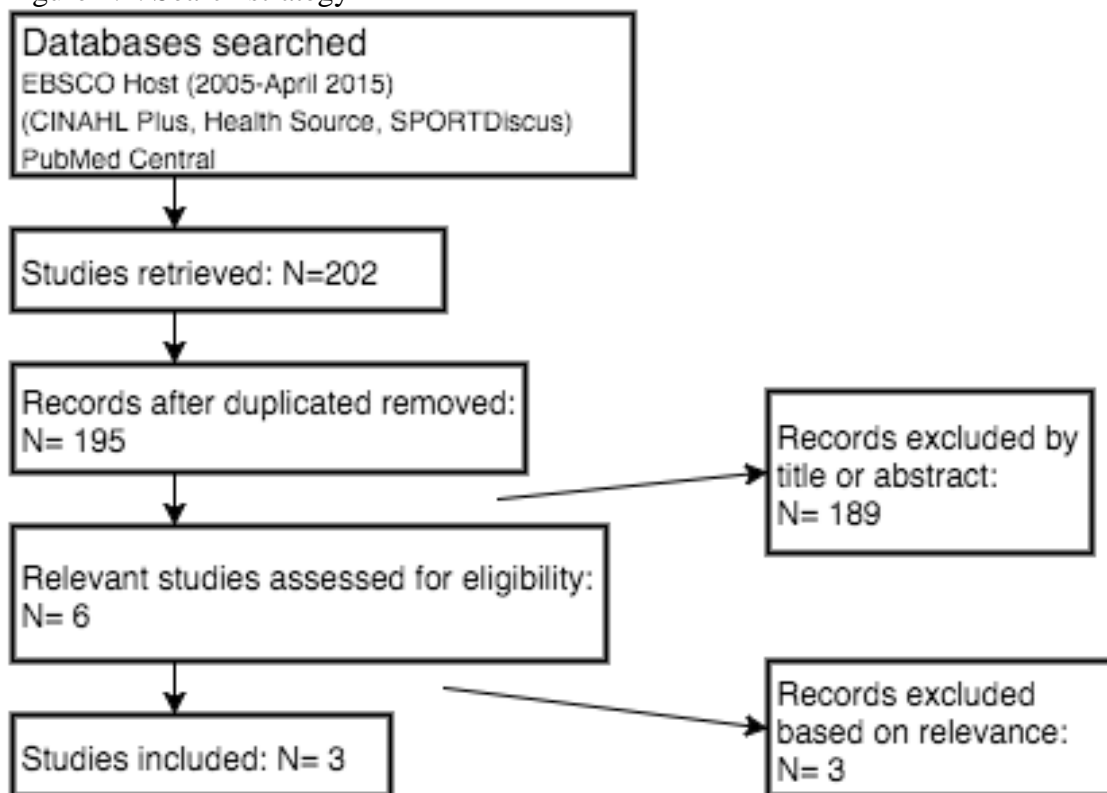 Databases searched
EBSCO Host (2005-April 2015)
(CINAHL Plus, Health Source, SPORTDiscus)
PubMed Central
Studies retrieved: N=202
Records after duplicated removed:
N= 195
Records excluded by
title or abstract:
N= 189
Relevant studies assessed for eligibility:
N= 6
Records excluded
based on relevance:
N= 3
Studies included: N= 3